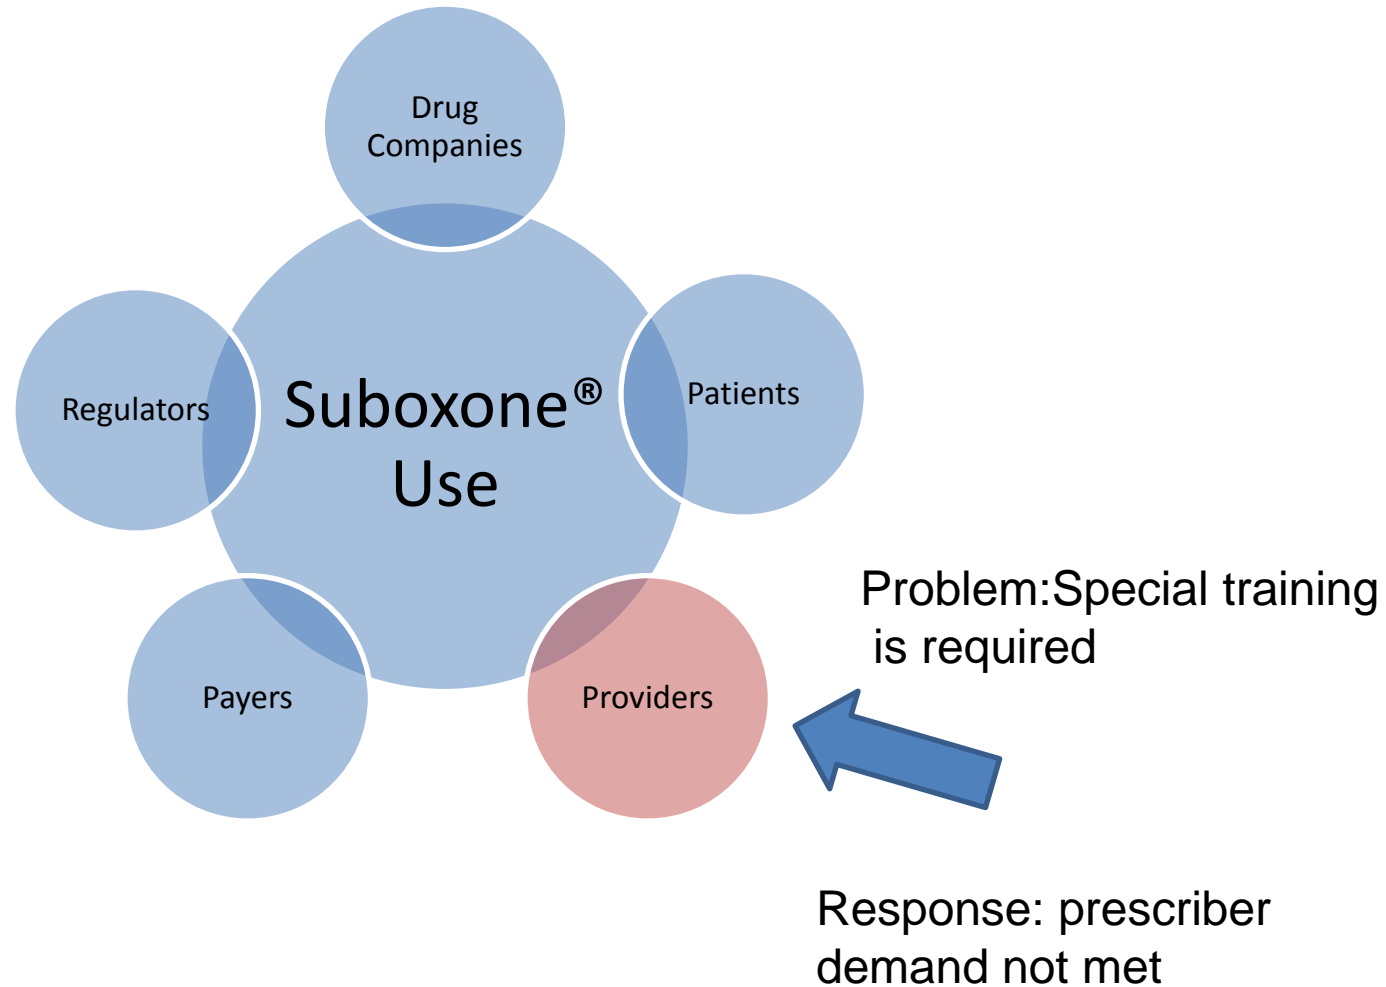 Drug
Companies
Regulators
Suboxone®
Use
Patients
Problem:Special training
is required
Payers
Providers
Response: prescriber
demand not met